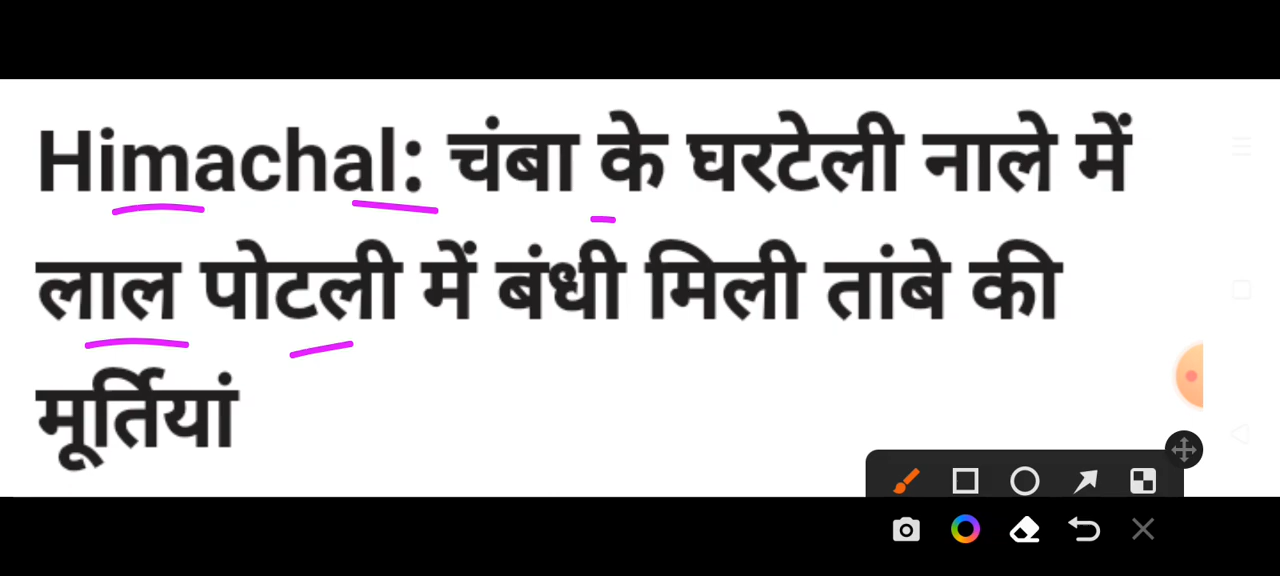 Himachal: चंबा के घरटेली नाले में
लाल पोटली में बंधी मिली तांबे की
मूर्तियां